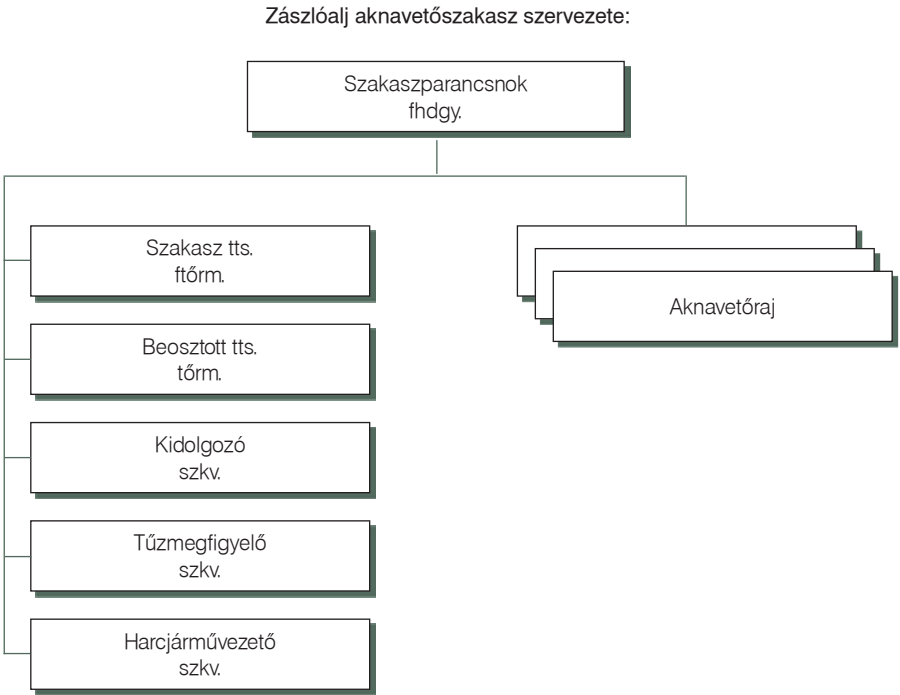 Zászlóalj aknavetőszakasz szervezete:
Szakaszparancsnok
fhdgy.
Szakasz tts.
ftőrm.
Beosztott tts.
tőrm.
Kidolgozó
szkv.
Tűzmegfigyelő
szkv.
Harcjárművezető
szkv.
Aknavetőraj